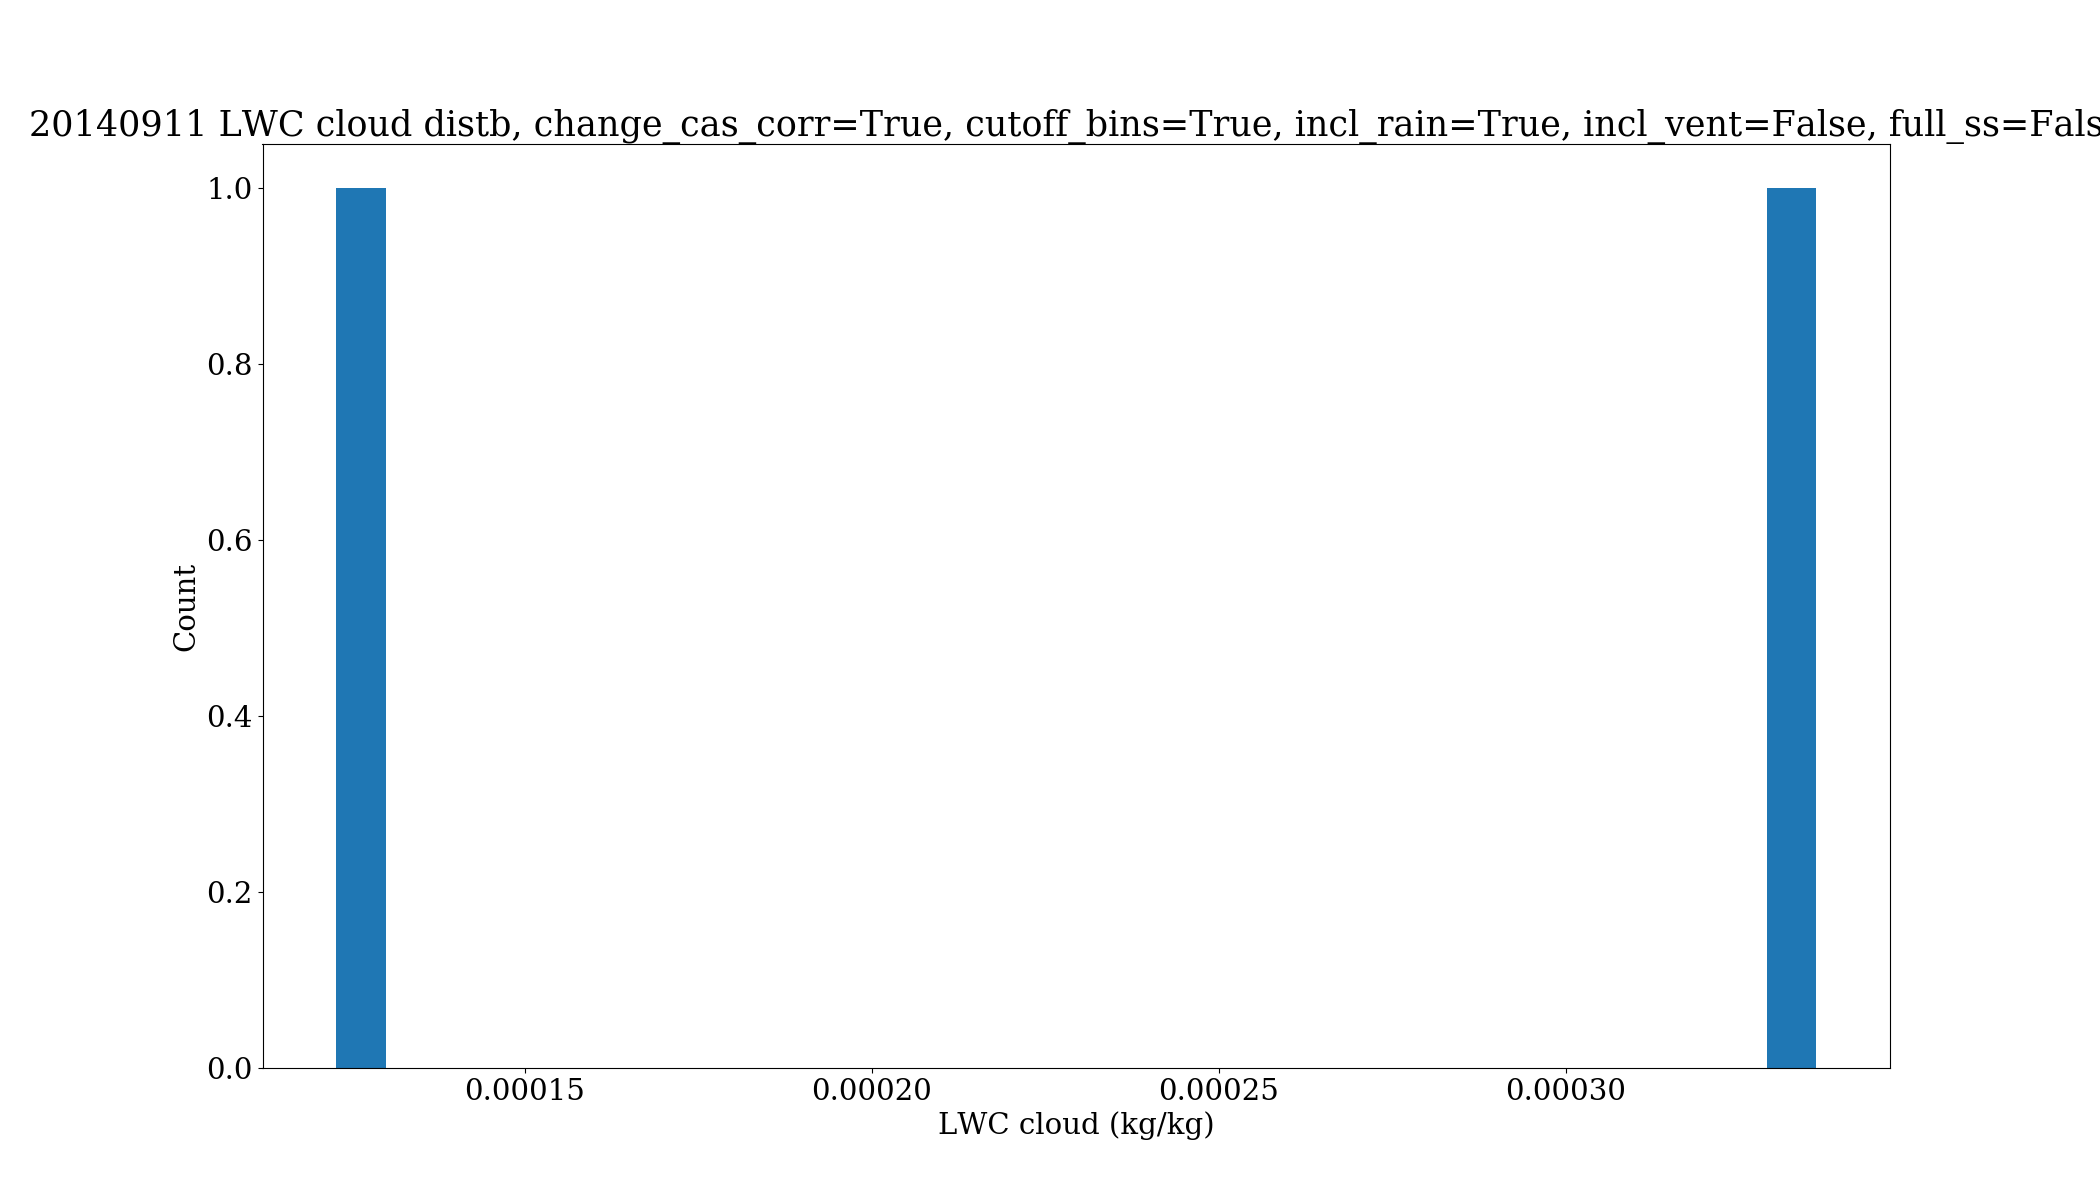 20140911 LWC cloud distb, change_cas_corr=True, cutoff_bins=True, incl_rain=True, incl_vent=False, full_ss=Fals
1.0
0.8
0.6
0.4
0.2
0.0
Count
0.00015 0.00020 0.00025 0.00030
LWC cloud (kg/kg)